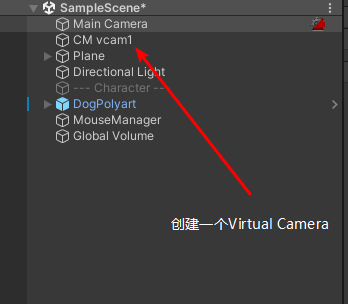 SampleScene*
Main Camera
CM vcam1
Plane
Directional Light
--- Character --
DogPolyart
MouseManager
Global Volume
创建一个Virtual Camera